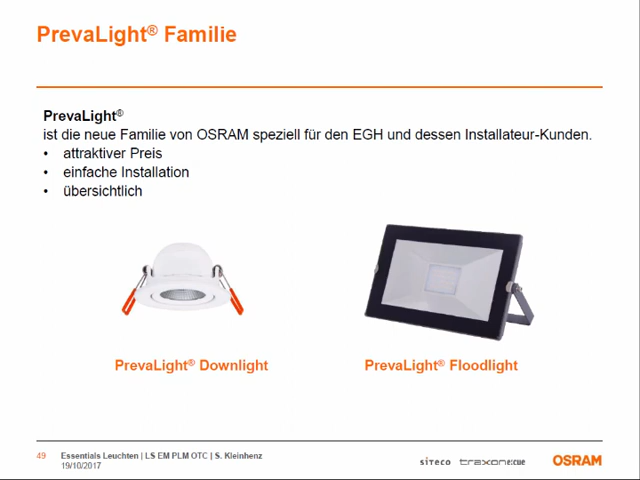 PrevaLight® Familie
PrevaLight®
ist die neue Familie von OSRAM speziell für den EGH und dessen Installateur-Kunden.
• attraktiver Preis
• einfache Installation
• übersichtlich
PrevaLight® Downlight
PrevaLight® Floodlight
49 Essentials Leuchten | LS EM PLM OTC | S. Kleinhenz
19/10/2017
siteco traxon e:cue OSRAM